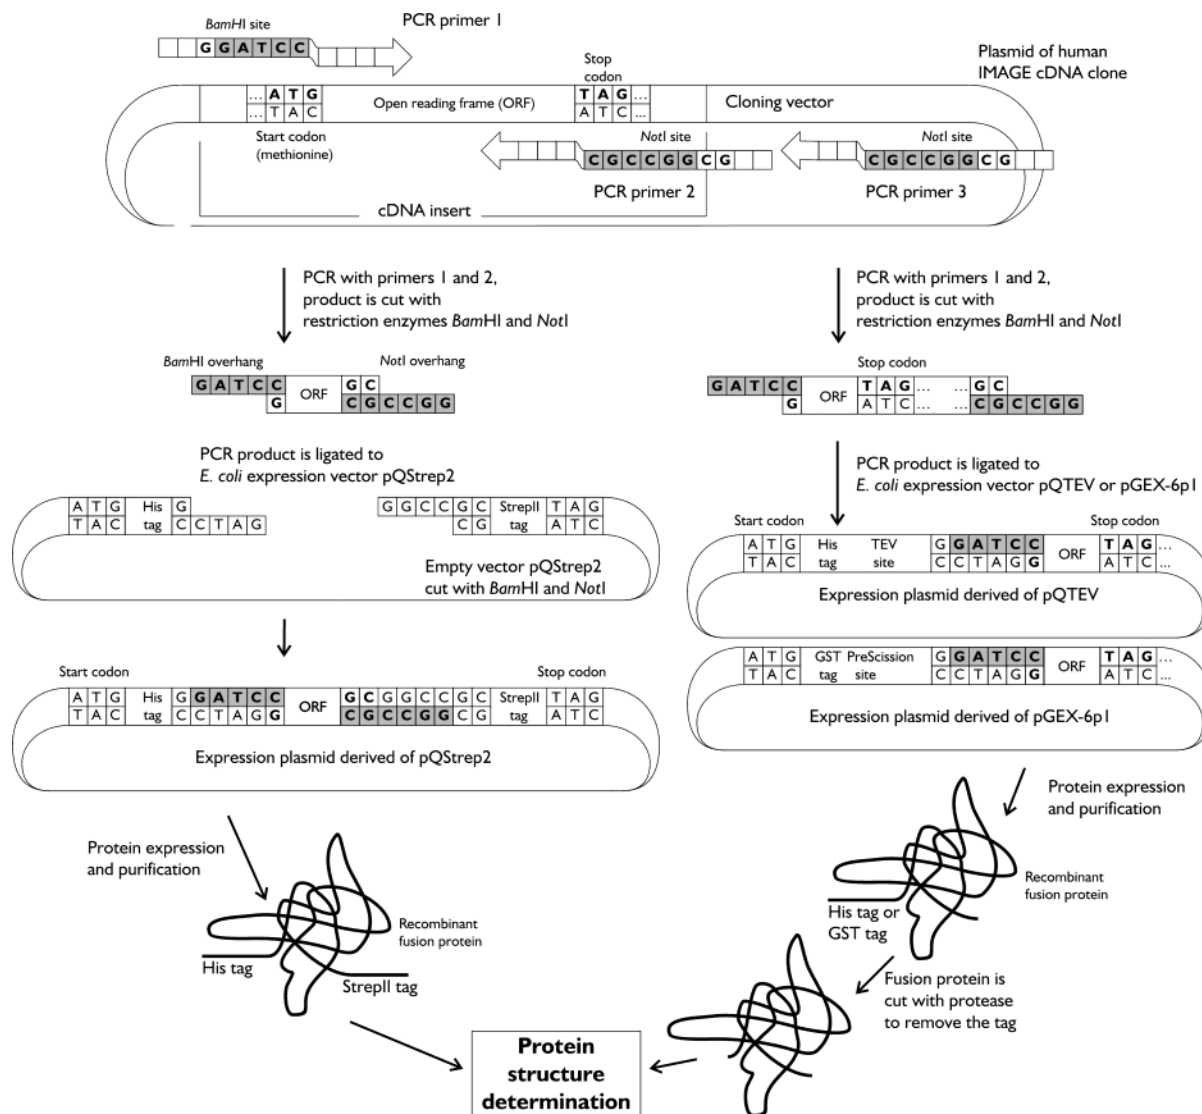 BamHI site
PCR primer 1
G G A T C C
Stop
codon
Plasmid of human
IMAGE cDNA clone
... A T G
... T A C
Open reading frame (ORF)
T A G ...
A T C ...
Cloning vector
Start codon
(methionine)
NotI site
C G C C G G C G
PCR primer 2
NotI site
C G C C G G C G
PCR primer 3
cDNA insert
PCR with primers 1 and 2,
product is cut with
restriction enzymes BamHI and NotI
PCR with primers 1 and 2,
product is cut with
restriction enzymes BamHI and NotI
BamHI overhang
NotI overhang
G A T C C
G
ORF
G C
C G C C G G
Stop codon
G A T C C
G
ORF
T A G ... ... G C
A T C ... ... C G C C G G
PCR product is ligated to
E. coli expression vector pQStrep2
PCR product is ligated to
E. coli expression vector pQTEV or pGEX-6p1
A T G His G
T A C tag C C T A G
G G C C G C StrepII T A G
C G tag A T C
Empty vector pQStrep2
cut with BamHI and NotI
Start codon
Stop codon
A T G His TEV G G A T C C ORF T A G ...
T A C tag site C C T A G G A T C ...
Expression plasmid derived of pQTEV
A T G GST PreScission G G A T C C ORF T A G ...
T A C tag site C C T A G G A T C ...
Expression plasmid derived of pGEX-6p1
Start codon
Stop codon
A T G His G G A T C C ORF G C G G C C G C StrepII T A G
T A C tag C C T A G G C G C C G G C G tag A T C
Expression plasmid derived of pQStrep2
Protein expression
and purification
Recombinant
fusion protein
His tag
StrepII tag
Protein expression
and purification
Recombinant
fusion protein
His tag or
GST tag
Fusion protein is
cut with protease
to remove the tag
Protein
structure
determination